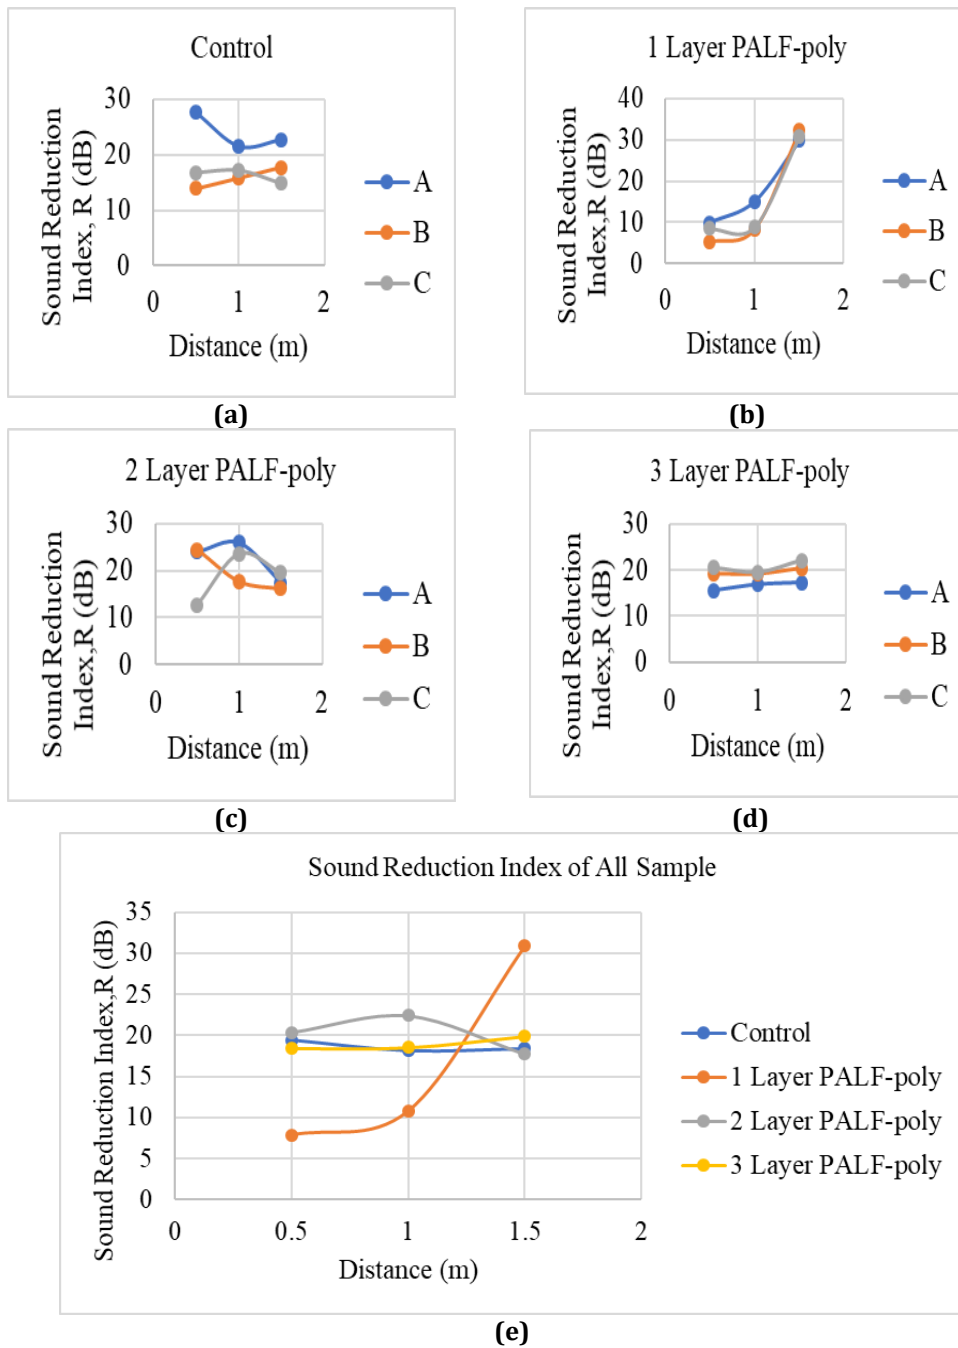 Control
Sound Reduction
Index, R (dB)
30
20
10
0
0
1
2
Distance (m)
A
B
C
(a)
1 Layer PALF-poly
Sound Reduction
Index,R (dB)
40
30
20
10
0
0
1
2
Distance (m)
A
B
C
(b)
2 Layer PALF-poly
Sound Reduction
Index,R (dB)
30
20
10
0
0
1
2
Distance (m)
A
B
C
(c)
3 Layer PALF-poly
Sound Reduction
Index,R (dB)
30
20
10
0
0
1
2
Distance (m)
A
B
C
(d)
Sound Reduction Index of All Sample
Sound Reduction Index,R (dB)
35
30
25
20
15
10
5
0
0
0.5
1
1.5
2
Distance (m)
Control
1 Layer PALF-poly
2 Layer PALF-poly
3 Layer PALF-poly
(e)